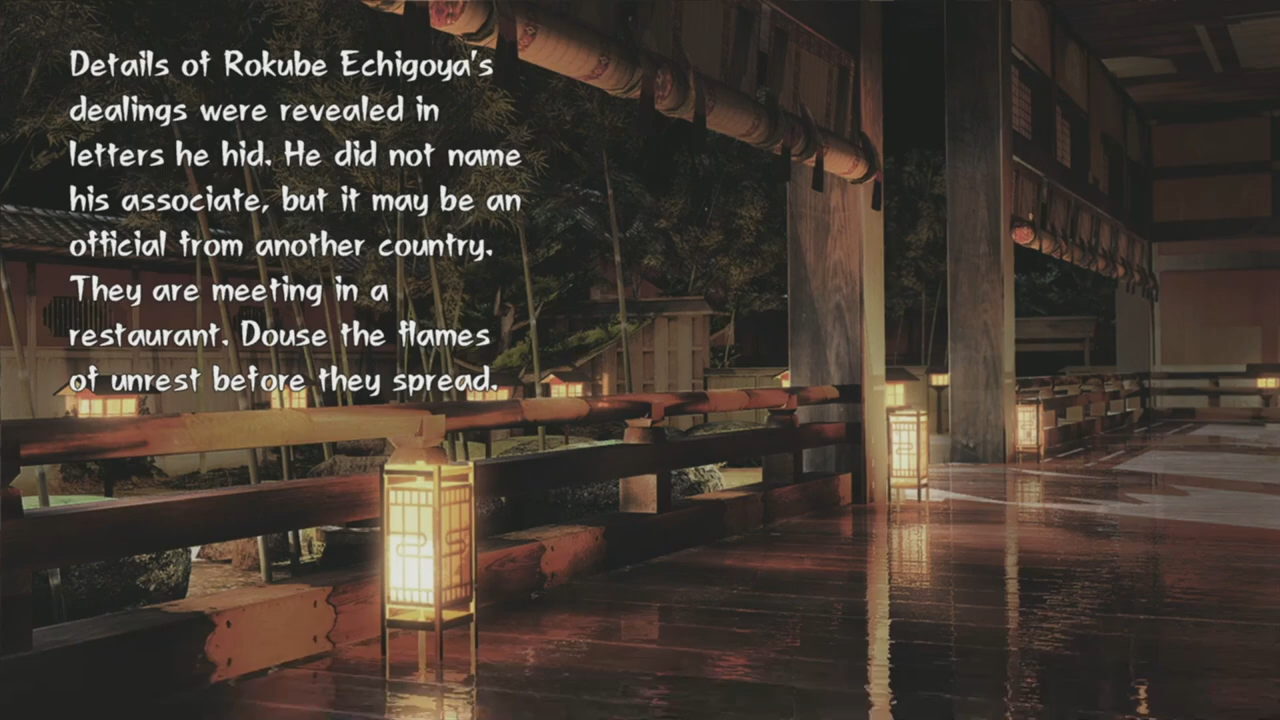 Details of Rokube Echigoya's
dealings were revealed in
letters he hid. He did not name
his associate, but it may be an
official from another country.
They are meeting in a
restaurant. Douse the flames
of unrest before they spread.